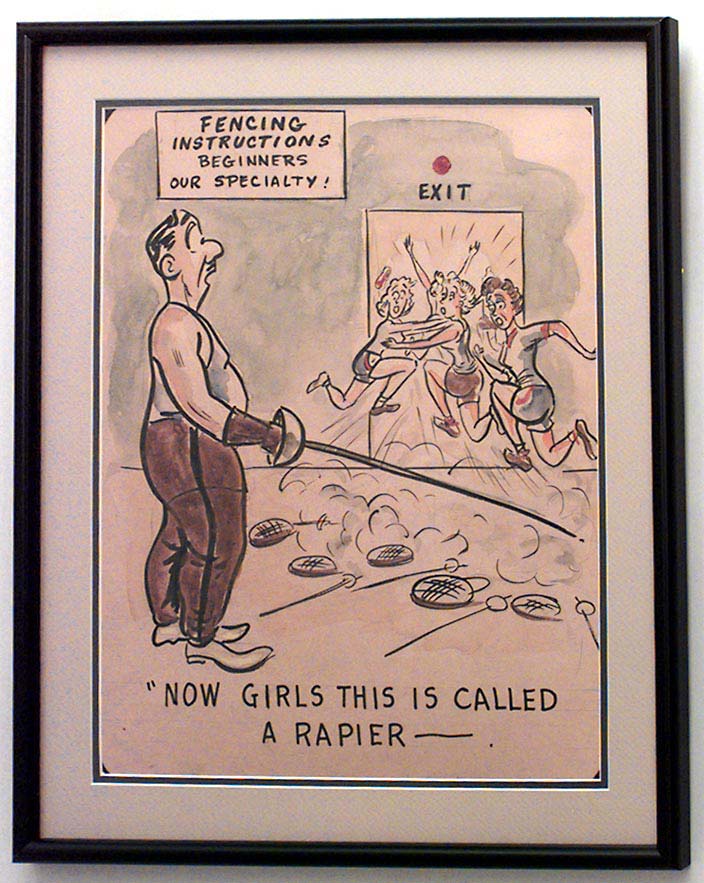 FENCING
INSTRUCTIONS
BEGINNERS
OUR SPECIALTY!
EXIT
"NOW GIRLS THIS IS CALLED
A RAPIER — .